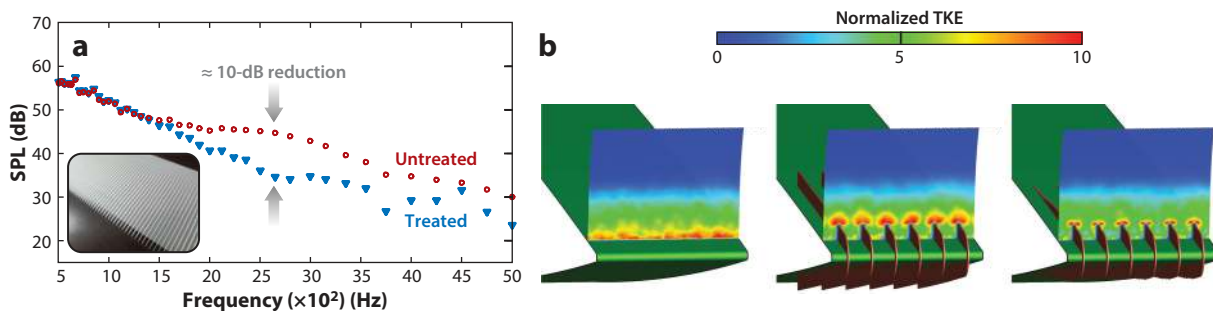 a
SPL (dB)
70
60
50
40
30
20
≈ 10-dB reduction
Untreated
Treated
5 10 15 20 25 30 35 40 45 50
Frequency (×10²) (Hz)
b
Normalized TKE
0 5 10